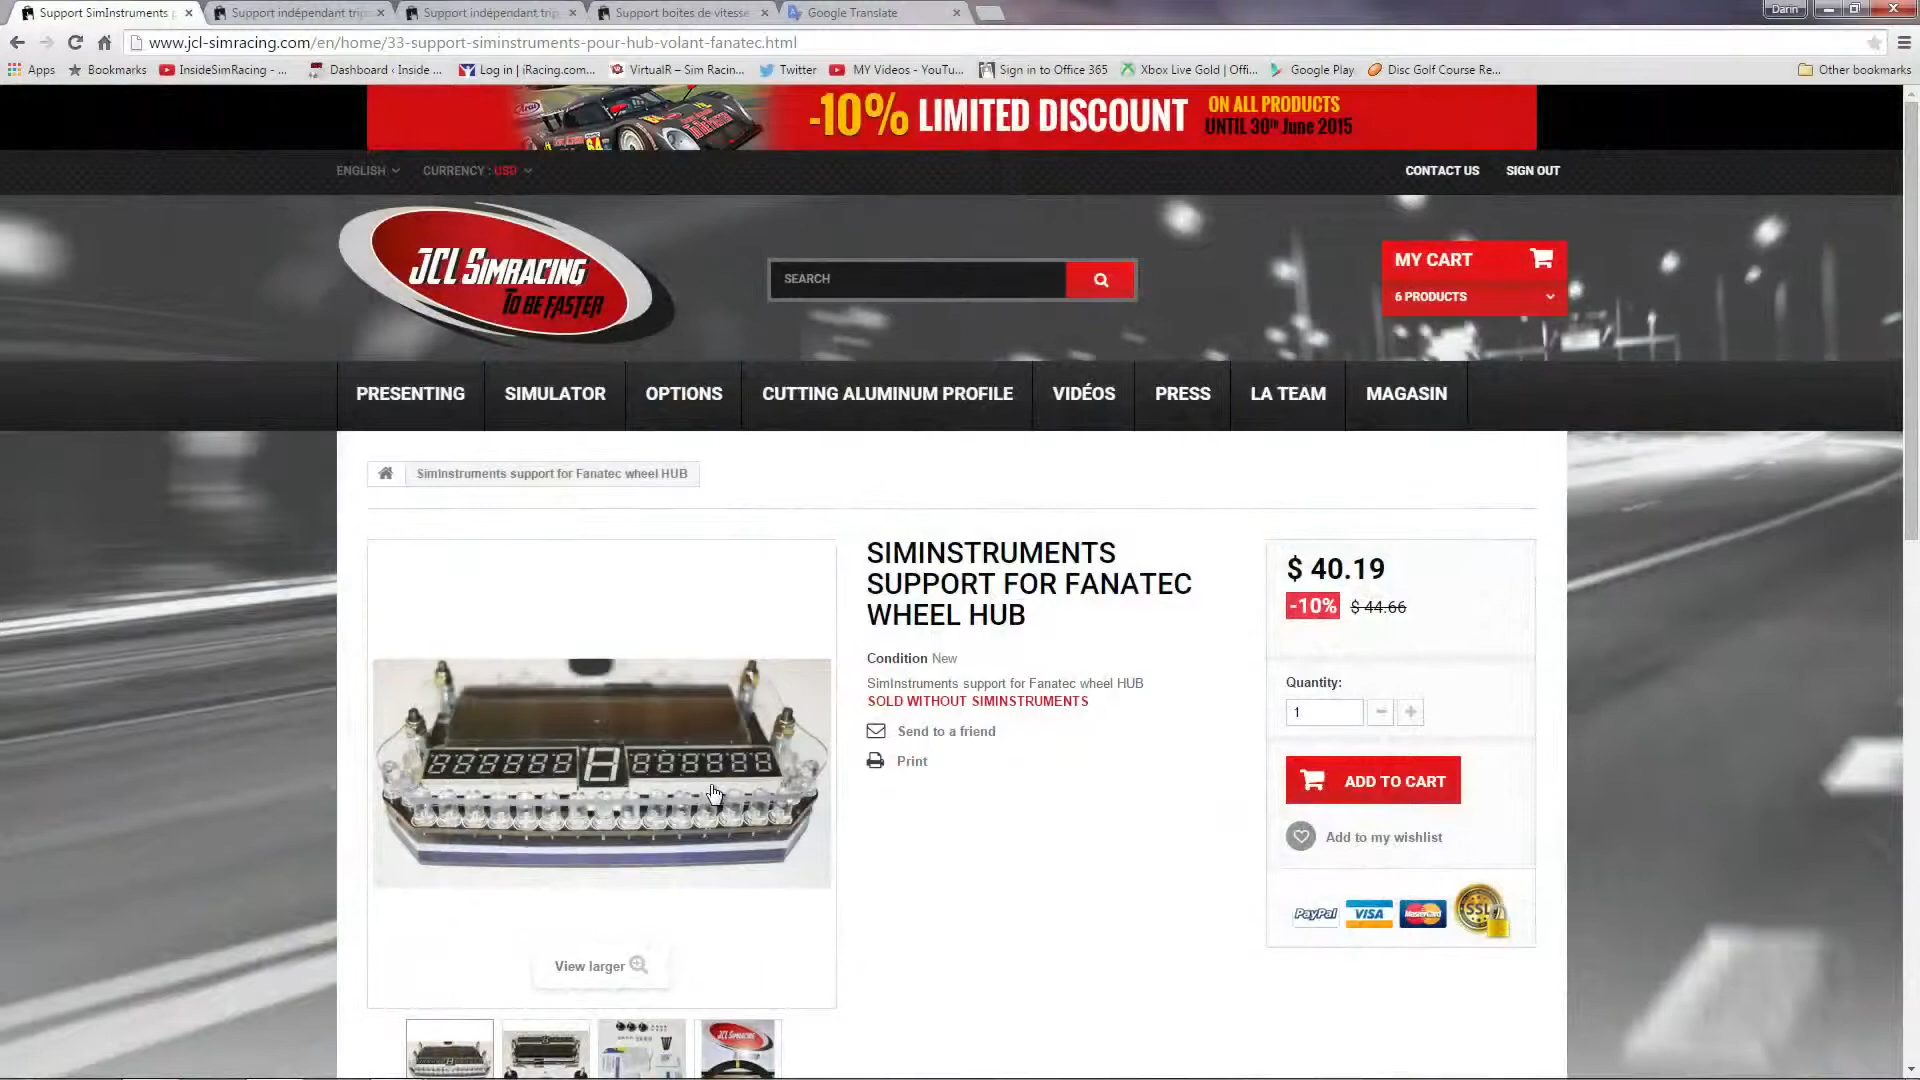 Support SimInstruments p
Support indépendant trip
Support indépendant trip
Support boites de vitesse
Google Translate
Darin
www.jcl-simracing.com/en/home/33-support-siminstruments-pour-hub-volant-fanatec.html
Apps
Bookmarks
InsideSimRacing - ...
Dashboard ‹ Inside ...
Log in | iRacing.com...
VirtualR – Sim Racin...
Twitter
MY Videos - YouTu...
Sign in to Office 365
Xbox Live Gold | Offi...
Google Play
Disc Golf Course Re...
Other bookmarks
-10% LIMITED DISCOUNT
ON ALL PRODUCTS
UNTIL 30th June 2015
ENGLISH
CURRENCY : USD
CONTACT US
SIGN OUT
JCL SIMRACING
TO BE FASTER
SEARCH
MY CART
6 PRODUCTS
PRESENTING
SIMULATOR
OPTIONS
CUTTING ALUMINUM PROFILE
VIDÉOS
PRESS
LA TEAM
MAGASIN
SimInstruments support for Fanatec wheel HUB
SIMINSTRUMENTS
SUPPORT FOR FANATEC
WHEEL HUB
Condition New
SimInstruments support for Fanatec wheel HUB
SOLD WITHOUT SIMINSTRUMENTS
Send to a friend
Print
$ 40.19
-10% $ 44.66
Quantity:
1
ADD TO CART
Add to my wishlist
PayPal
VISA
MasterCard
SSL
View larger
JCL SIMRACING